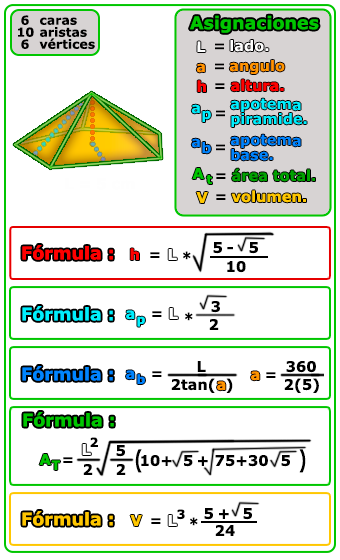 6 caras
10 aristas
6 vértices
Asignaciones
L = lado.
a = angulo
h = altura.
ap = apotema piramide.
ab = apotema base.
At = área total.
V = volumen.
Fórmula : h = L * √((5 - √5) / 10)
Fórmula : ap = L * √3 / 2
Fórmula : ab = L / 2tan(a) a = 360 / 2(5)
Fórmula :
AT = L² / 2 √(5/2 (10+√5+√(75+30√5)))
Fórmula : V = L³ * (5 + √5) / 24